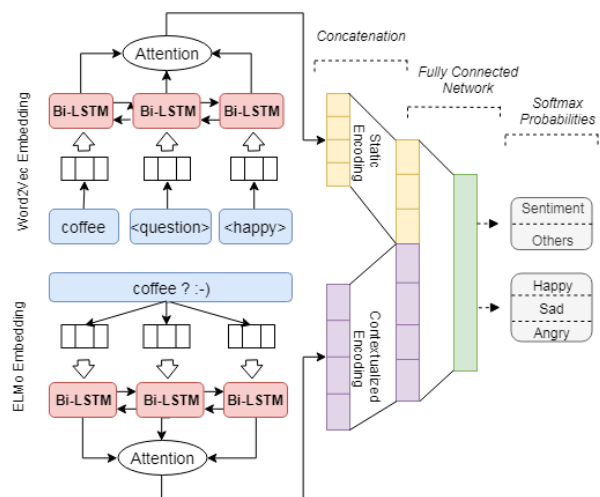 Attention
Concatenation
Fully Connected
Network
Softmax
Probabilities
Word2Vec Embedding
Bi-LSTM
Bi-LSTM
Bi-LSTM
Static
Encoding
coffee
<question>
<happy>
Sentiment
Others
ELMo Embedding
coffee ? :-)
Contextualized
Encoding
Happy
Sad
Angry
Bi-LSTM
Bi-LSTM
Bi-LSTM
Attention